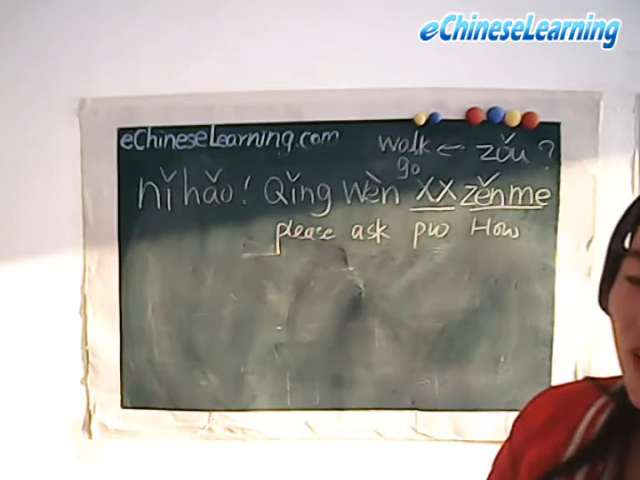 eChineseLearning
eChineseLearning.com
walk ← zǒu ?
go
nǐ hǎo! Qǐng wèn XX zěnme
please ask pw How